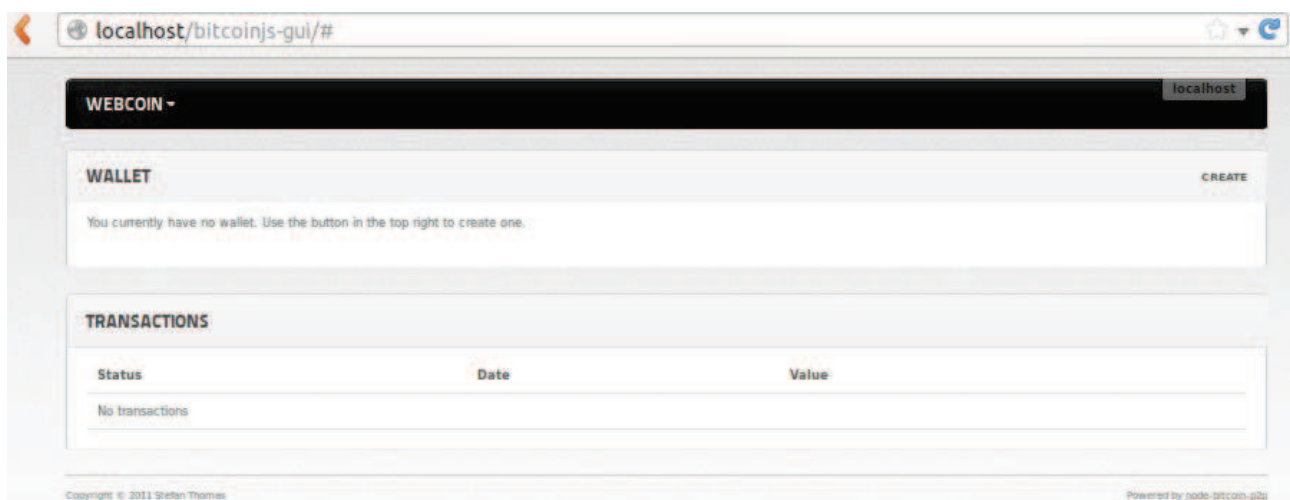 localhost/bitcoinjs-gui/#
localhost
WEBCOIN
WALLET
CREATE
You currently have no wallet. Use the button in the top right to create one.
TRANSACTIONS
Status Date Value
No transactions
Copyright © 2011 Stefan Thomas
Powered by node-bitcoin-p2p